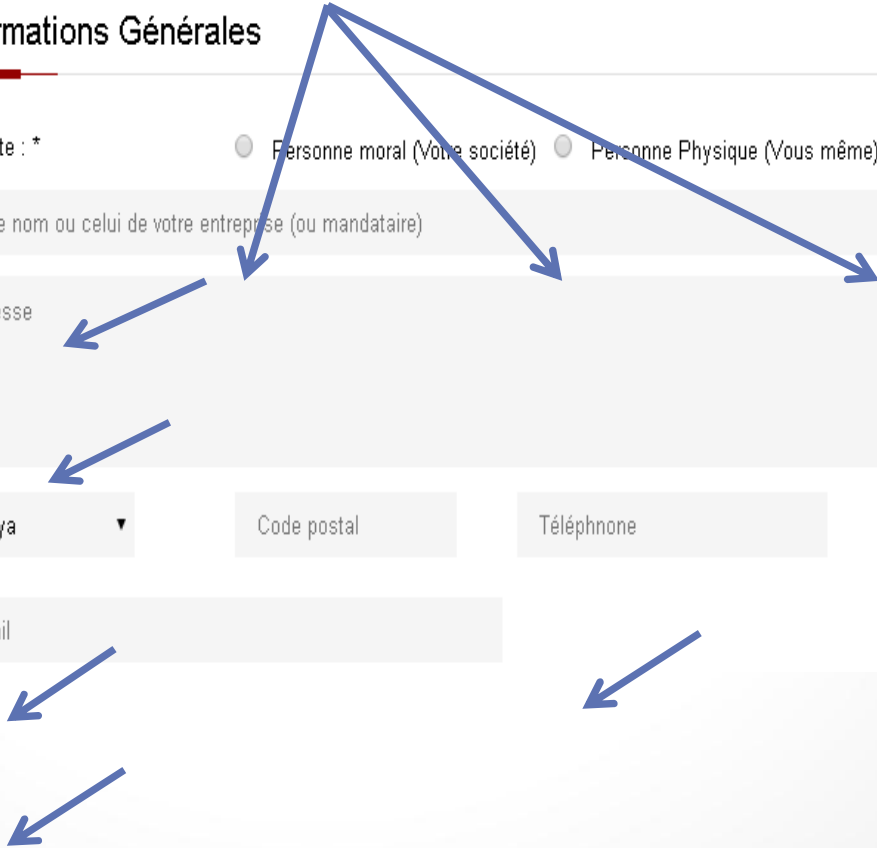 rmations Générales
te : * Personne moral (Votre société) Personne Physique (Vous même)
e nom ou celui de votre entreprise (ou mandataire)
esse
ya Code postal Téléphnone
il